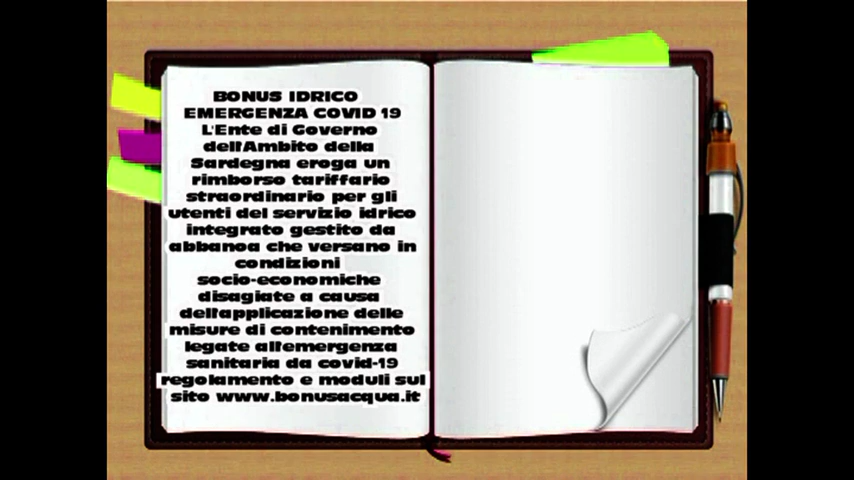 BONUS IDRICO
EMERGENZA COVID 19
L'Ente di Governo
dell'Ambito della
Sardegna eroga un
rimborso tariffario
straordinario per gli
utenti del servizio idrico
integrato gestito da
abbanoa che versano in
condizioni
socio-economiche
disagiate a causa
dell'applicazione delle
misure di contenimento
legate all'emergenza
sanitaria da covid-19
regolamento e moduli sul
sito www.bonusacqua.it